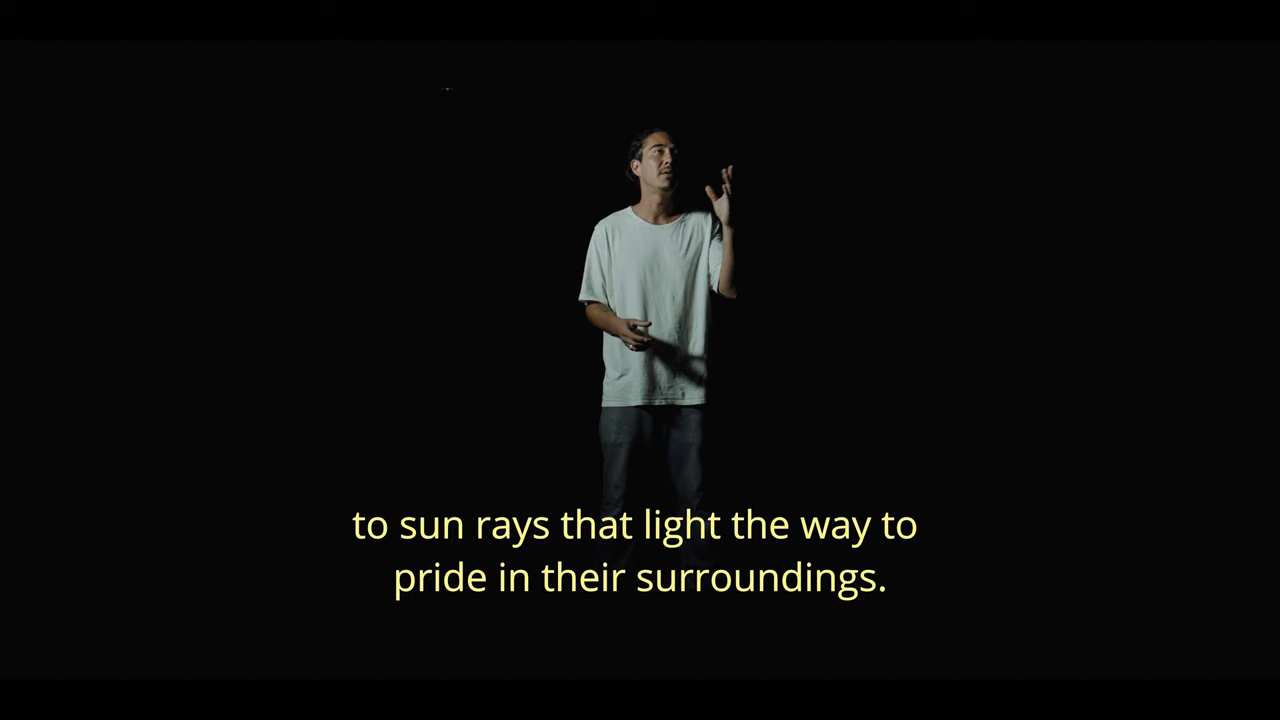 to sun rays that light the way to
pride in their surroundings.